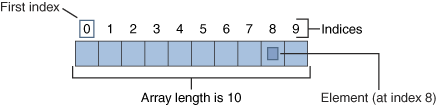 First index
0 1 2 3 4 5 6 7 8 9 Indices
Array length is 10
Element (at index 8)